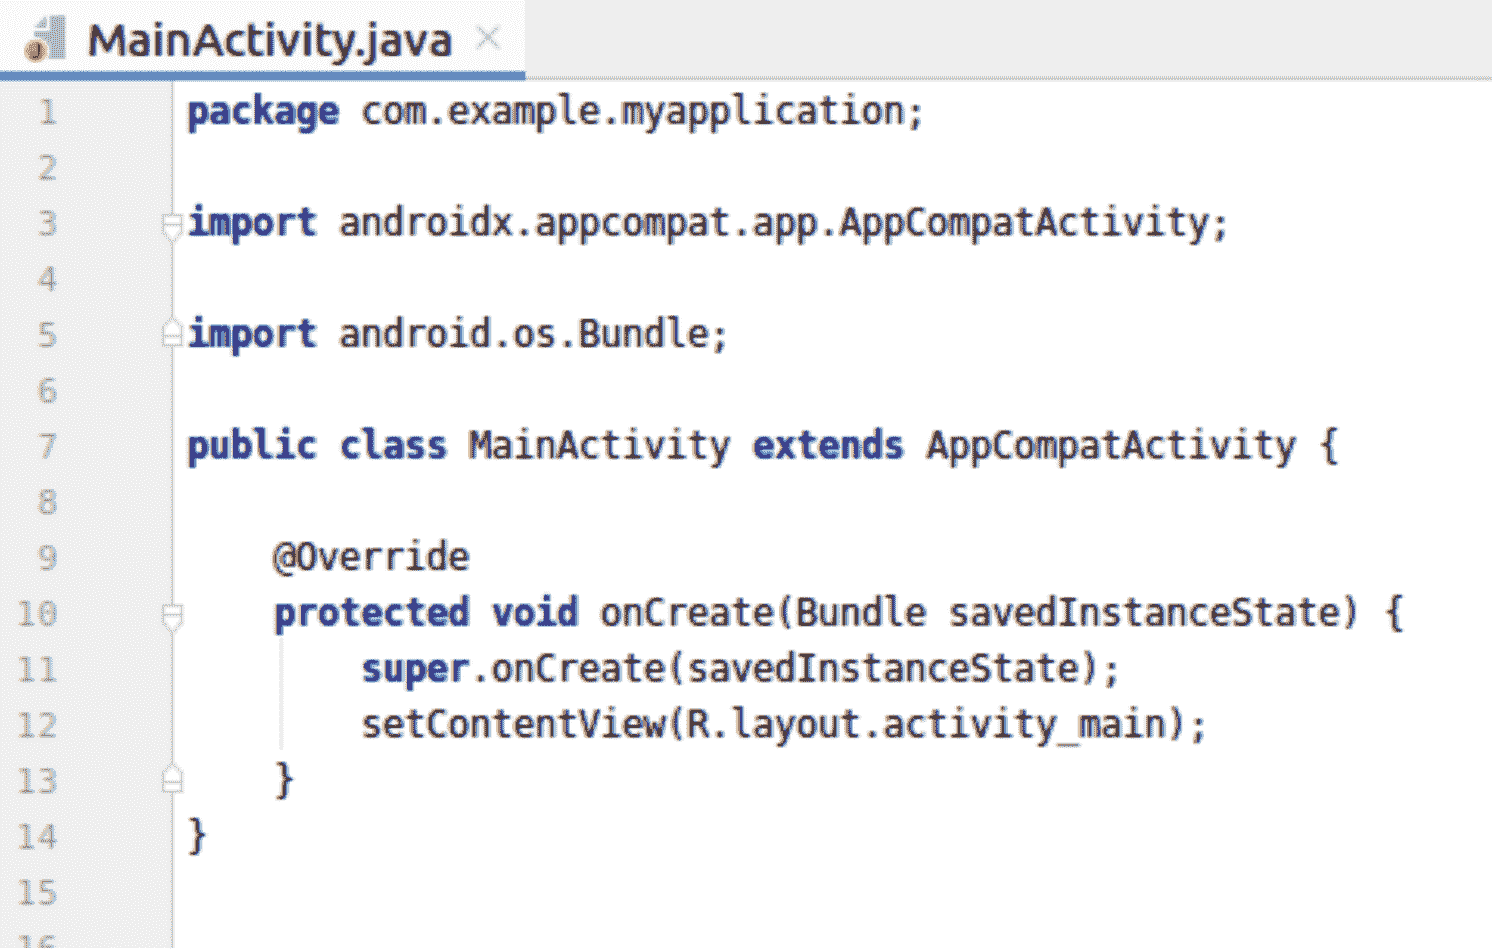 MainActivity.java
1 package com.example.myapplication;
2
3 import androidx.appcompat.app.AppCompatActivity;
4
5 import android.os.Bundle;
6
7 public class MainActivity extends AppCompatActivity {
8
9 @Override
10 protected void onCreate(Bundle savedInstanceState) {
11 super.onCreate(savedInstanceState);
12 setContentView(R.layout.activity_main);
13 }
14 }
15
16